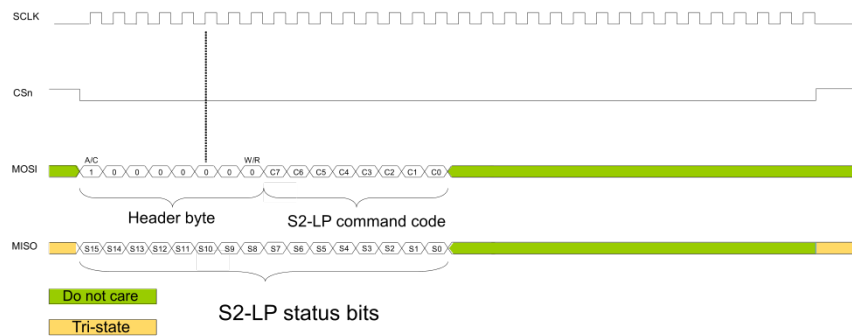 SCLK
CSn
A/C W/R
MOSI 1 0 0 0 0 0 0 0 C7 C6 C5 C4 C3 C2 C1 C0
Header byte S2-LP command code
MISO S15 S14 S13 S12 S11 S10 S9 S8 S7 S6 S5 S4 S3 S2 S1 S0
Do not care
S2-LP status bits
Tri-state